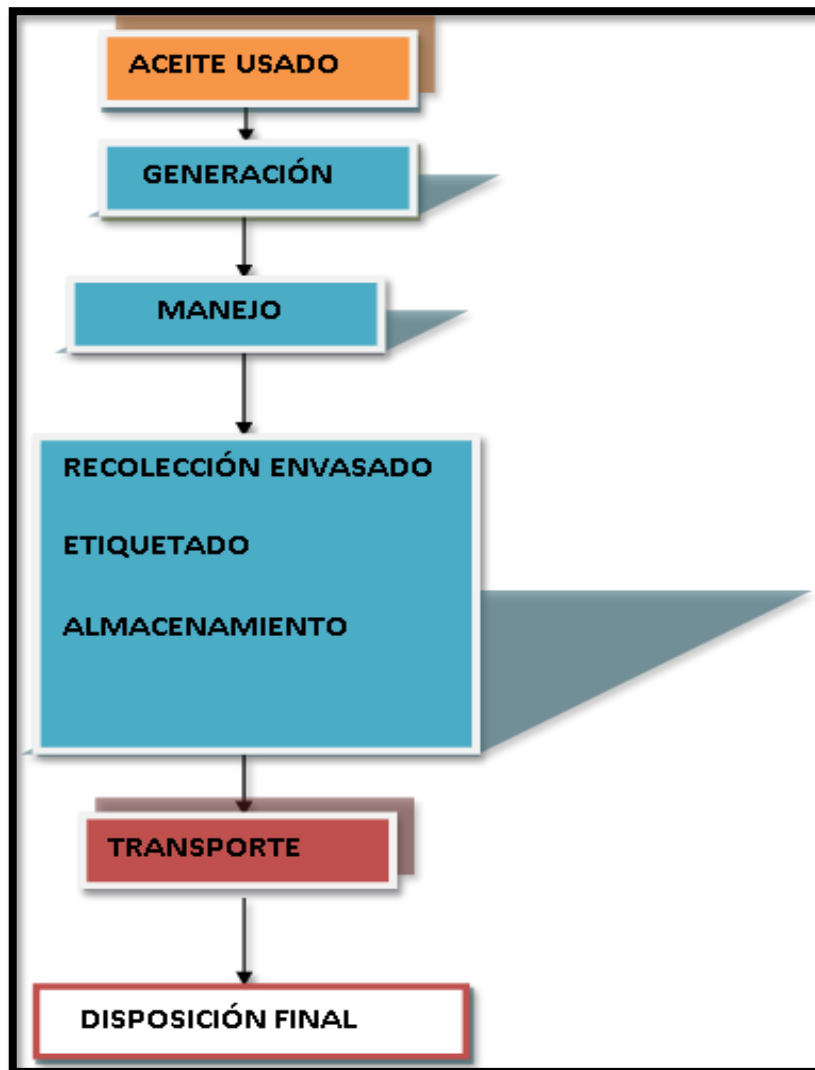 ACEITE USADO
GENERACIÓN
MANEJO
RECOLECCIÓN ENVASADO
ETIQUETADO
ALMACENAMIENTO
TRANSPORTE
DISPOSICIÓN FINAL